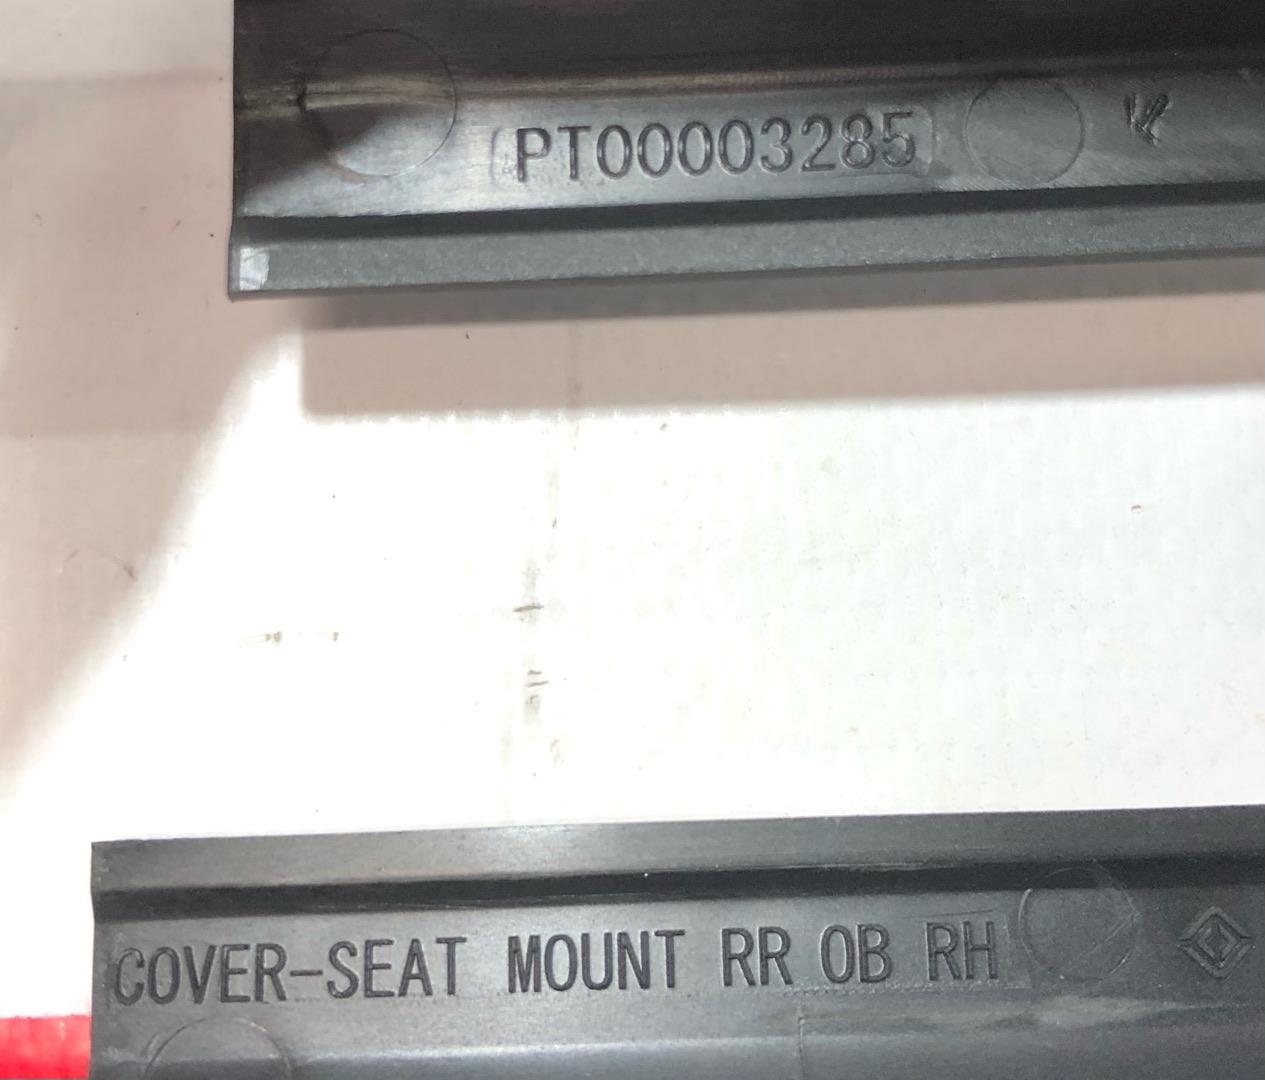 PT00003285
COVER-SEAT MOUNT RR OB RH